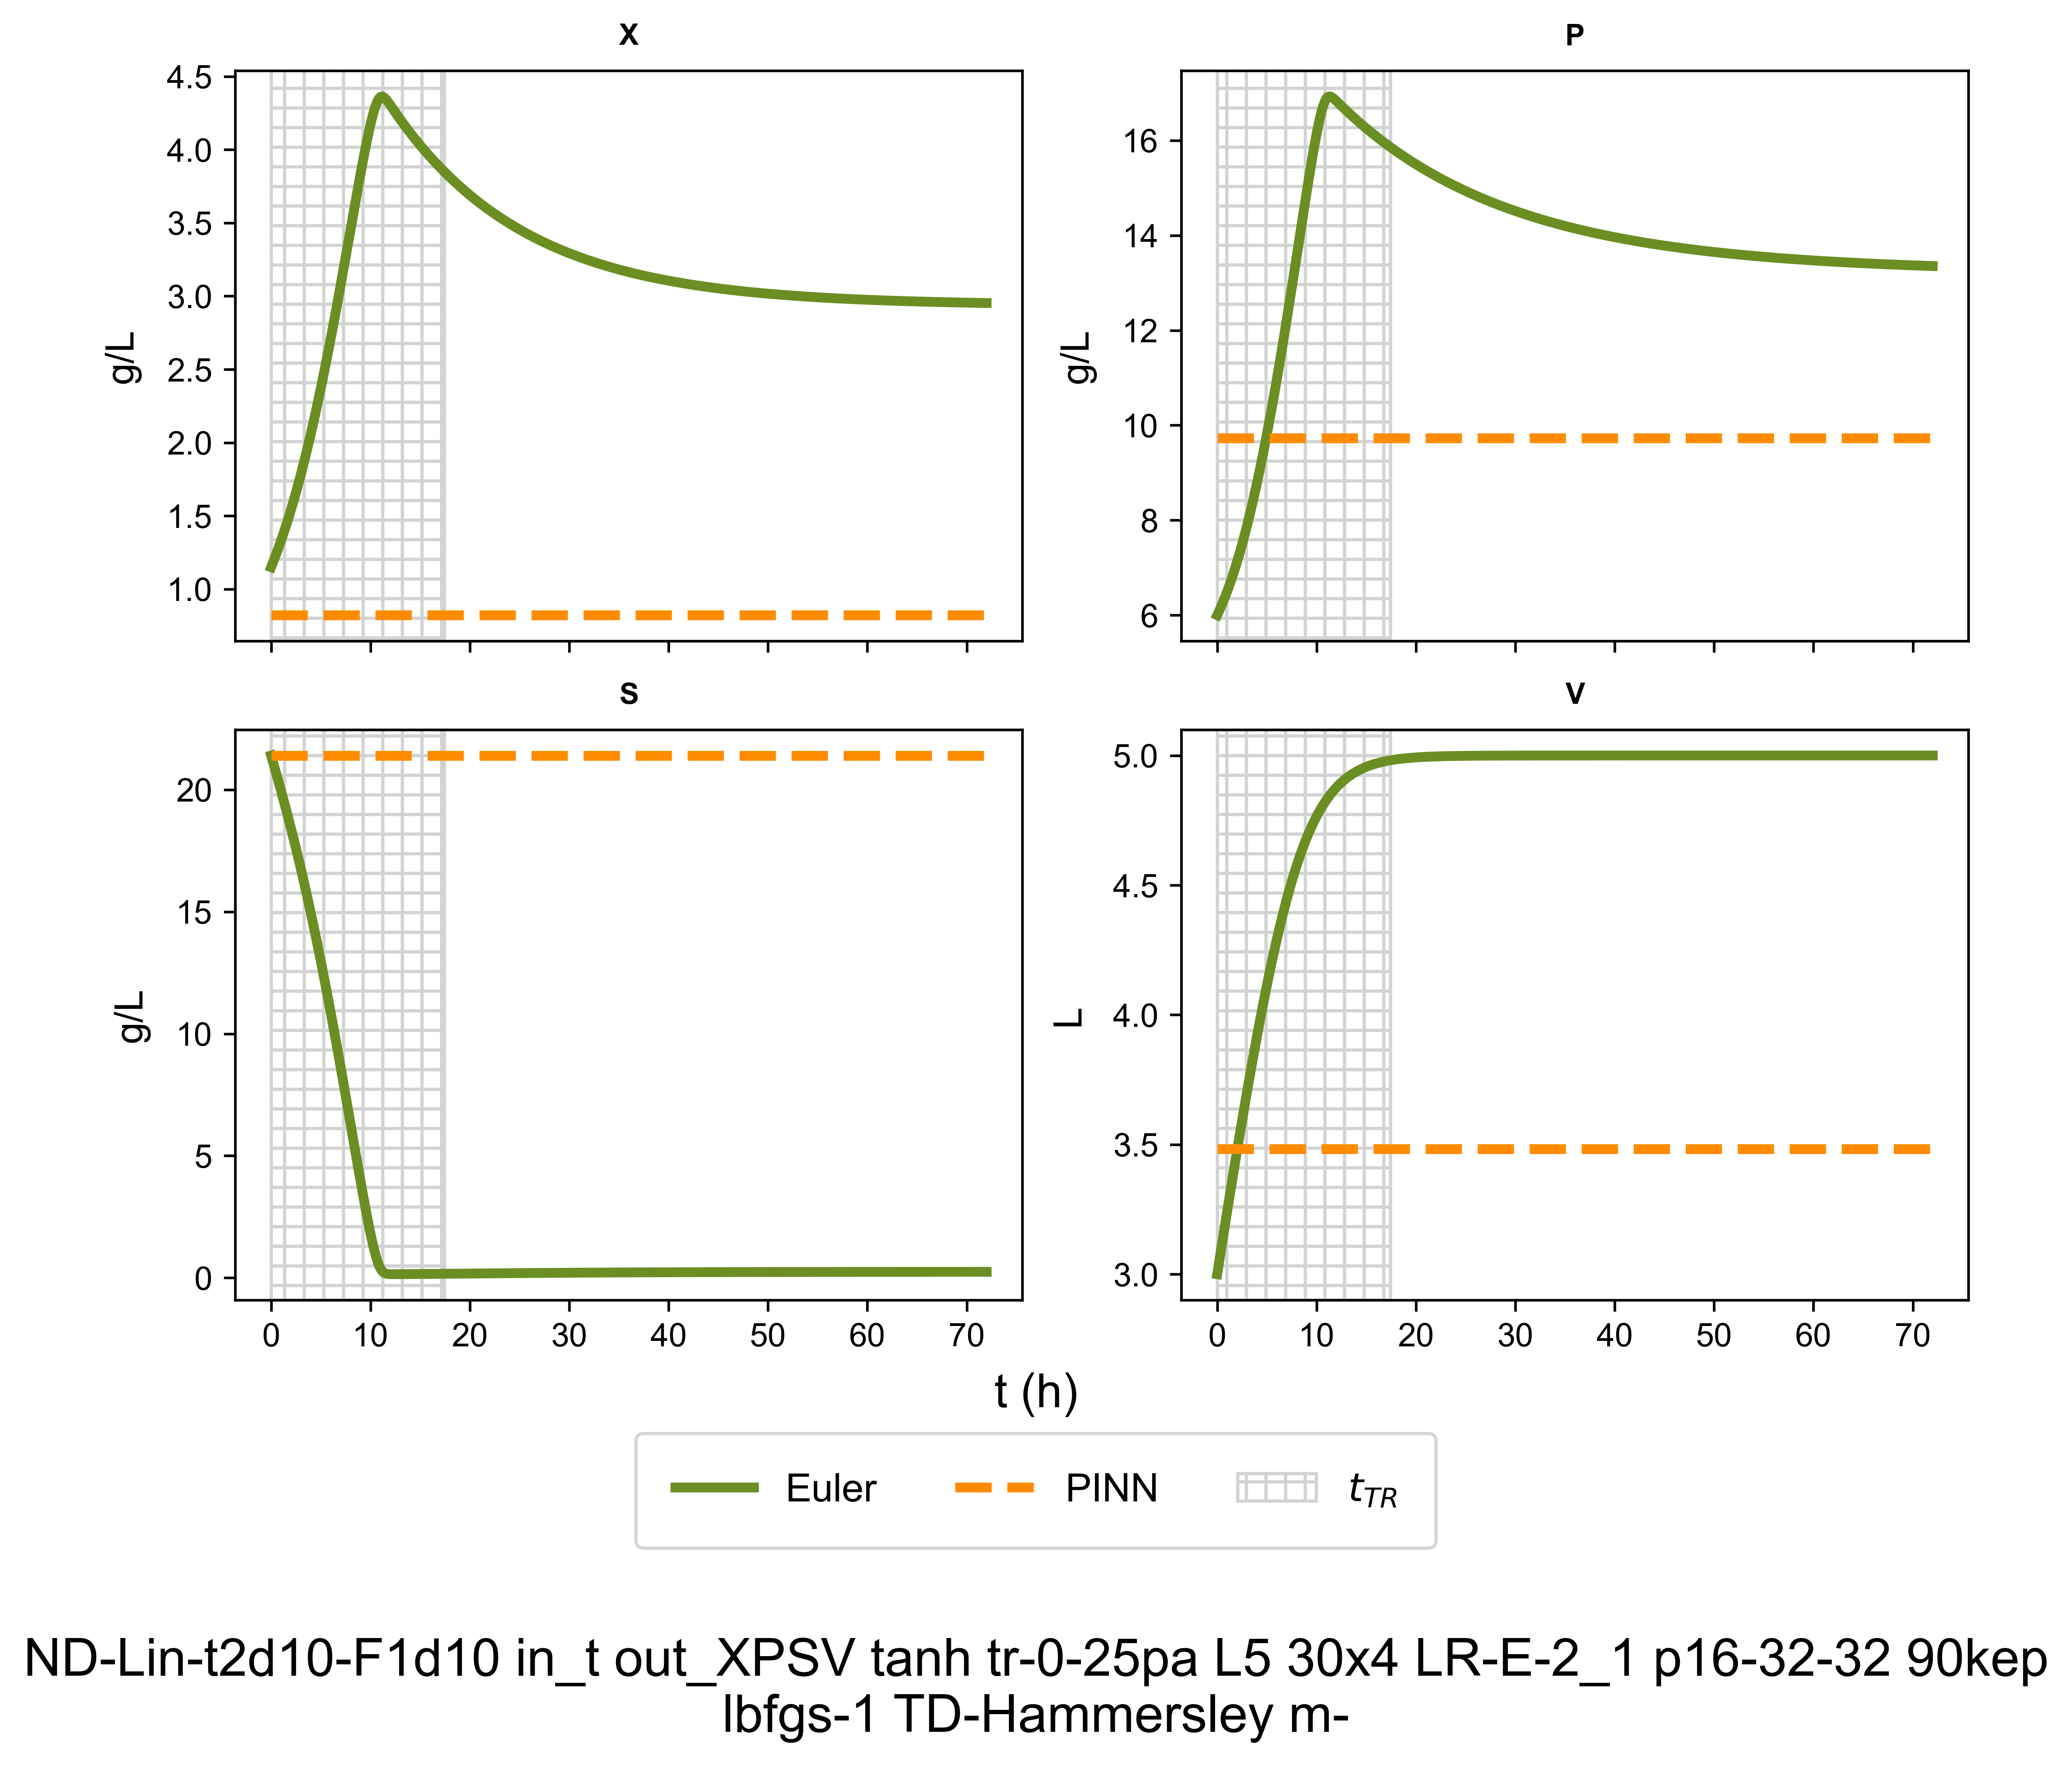 X
4.5
4.0
3.5
3.0
2.5
2.0
1.5
1.0
g/L
P
16
14
12
10
8
6
g/L
S
20
15
10
5
0
g/L
0 10 20 30 40 50 60 70
V
5.0
4.5
4.0
3.5
3.0
L
0 10 20 30 40 50 60 70
t (h)
Euler PINN t_TR
ND-Lin-t2d10-F1d10 in_t out_XPSV tanh tr-0-25pa L5 30x4 LR-E-2_1 p16-32-32 90kep
lbfgs-1 TD-Hammersley m-